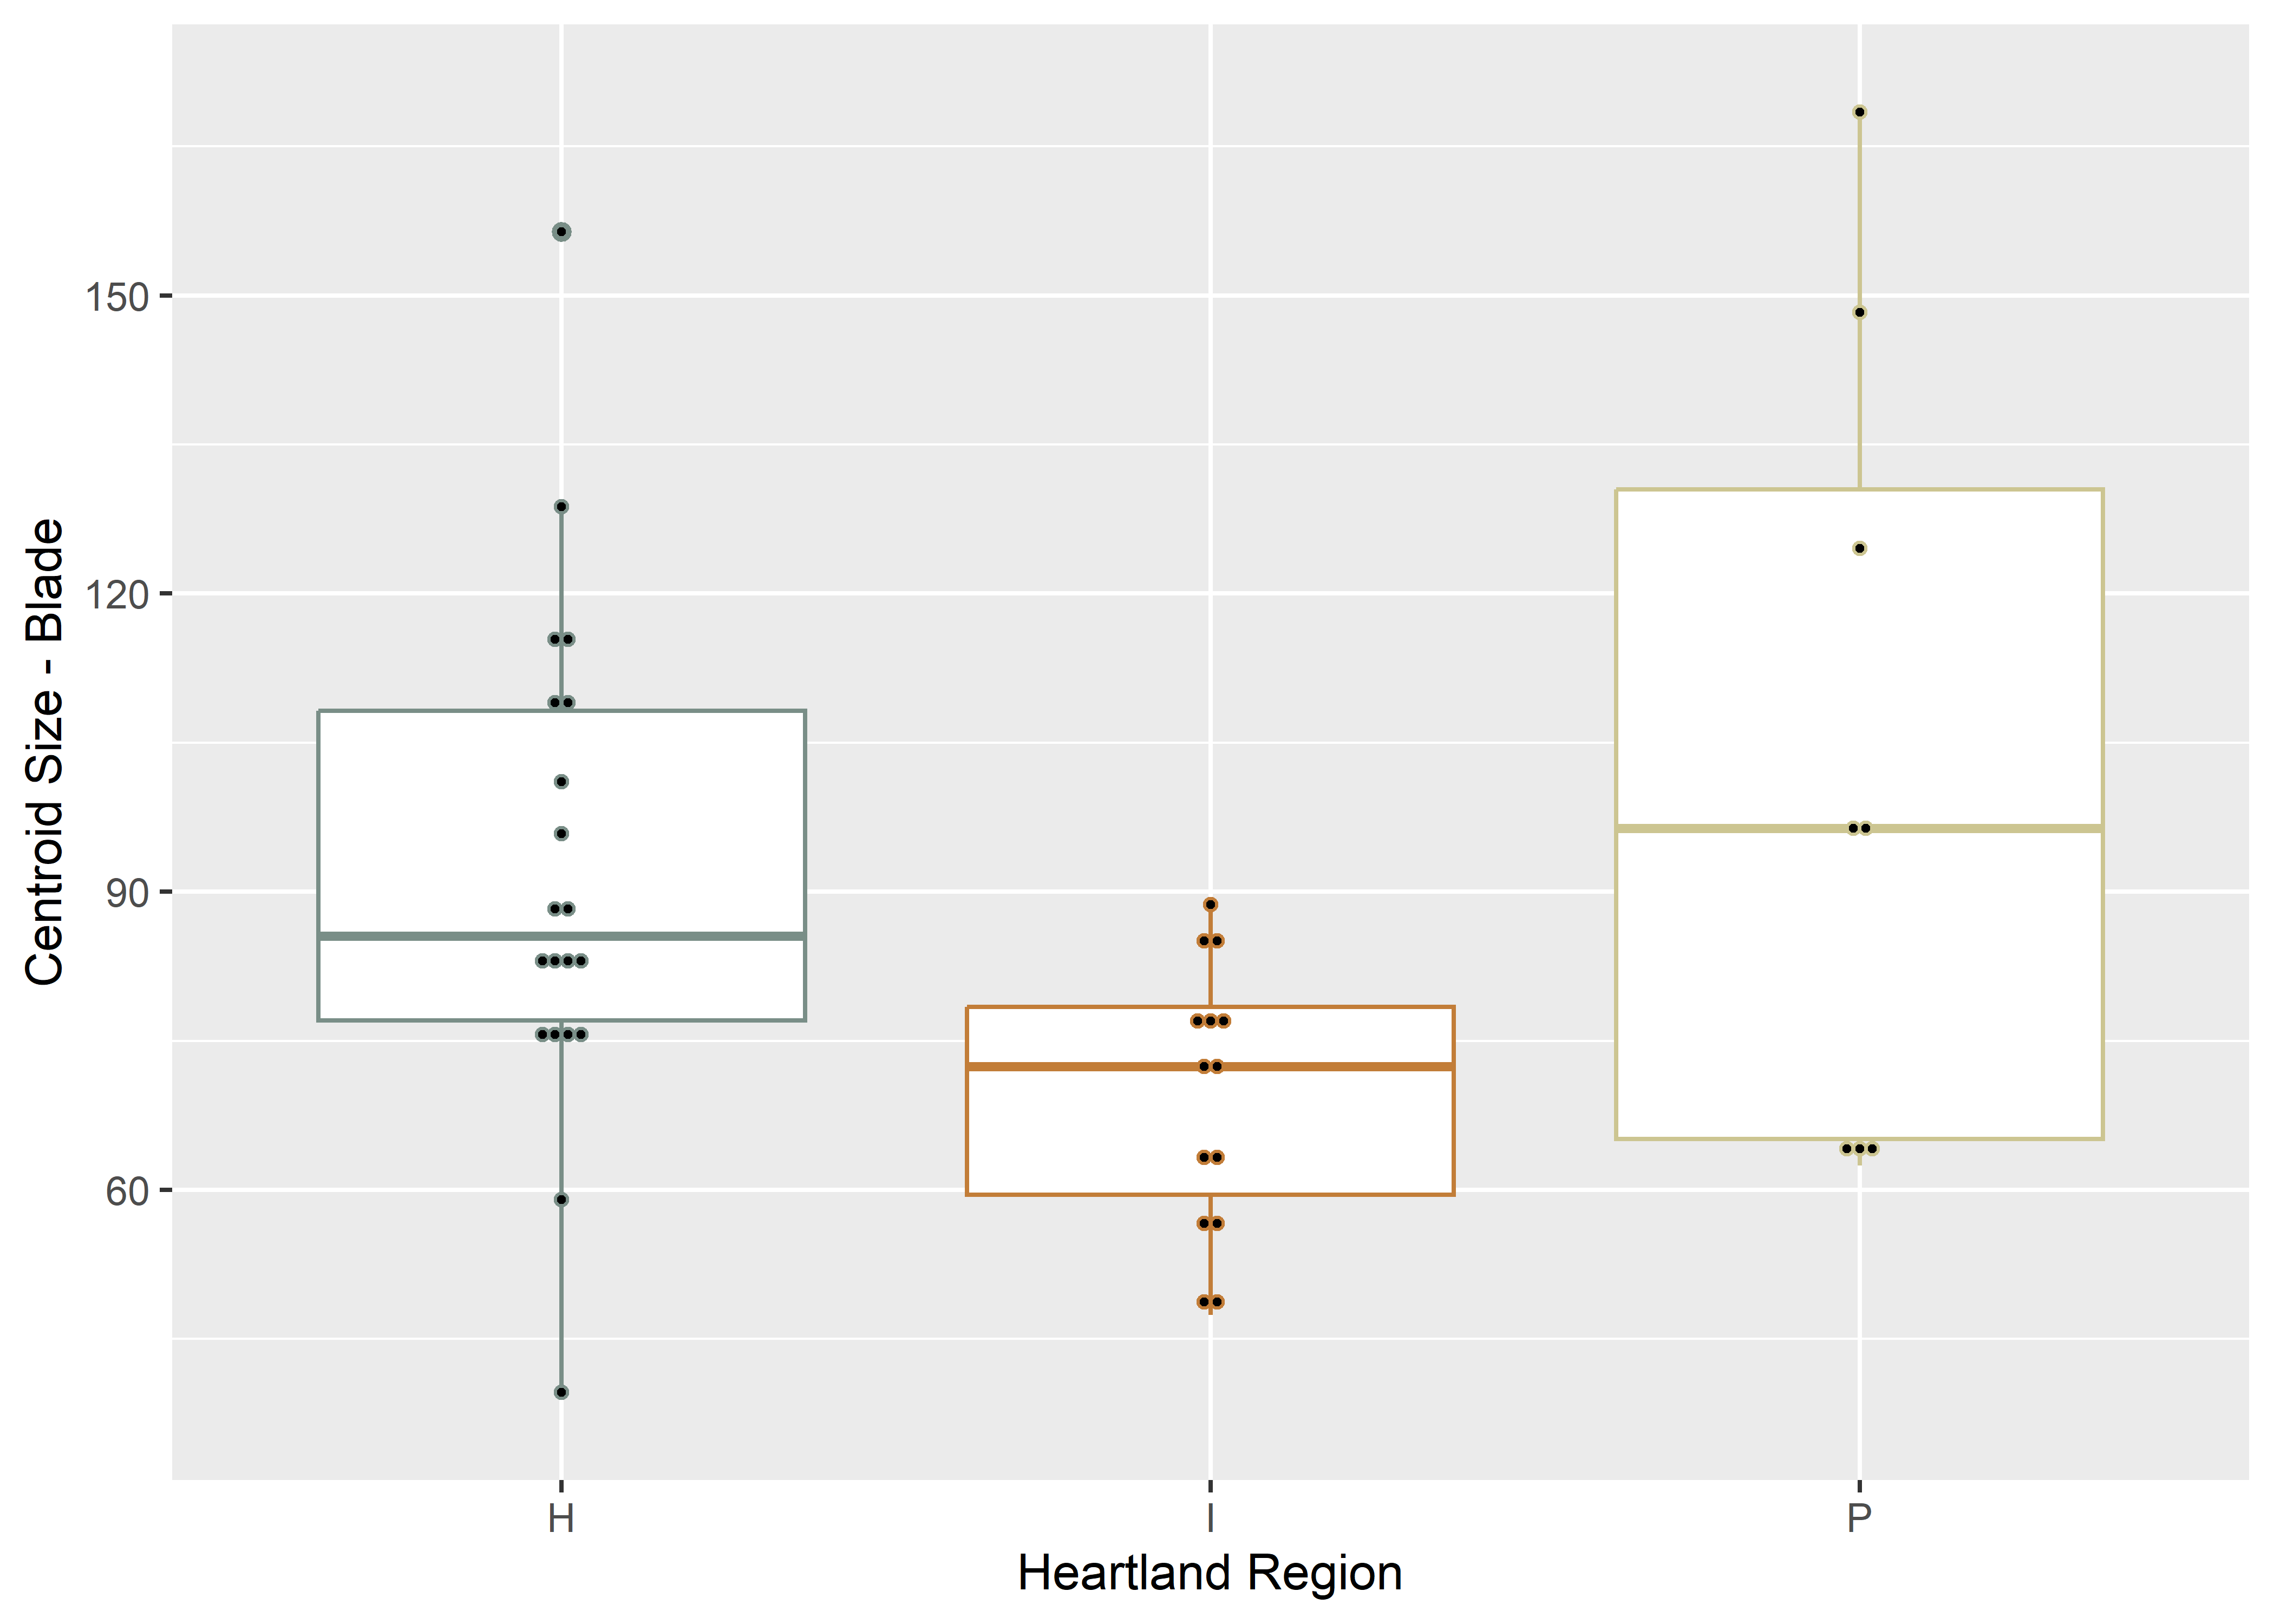 Centroid Size - Blade
150
120
90
60
H I P
Heartland Region